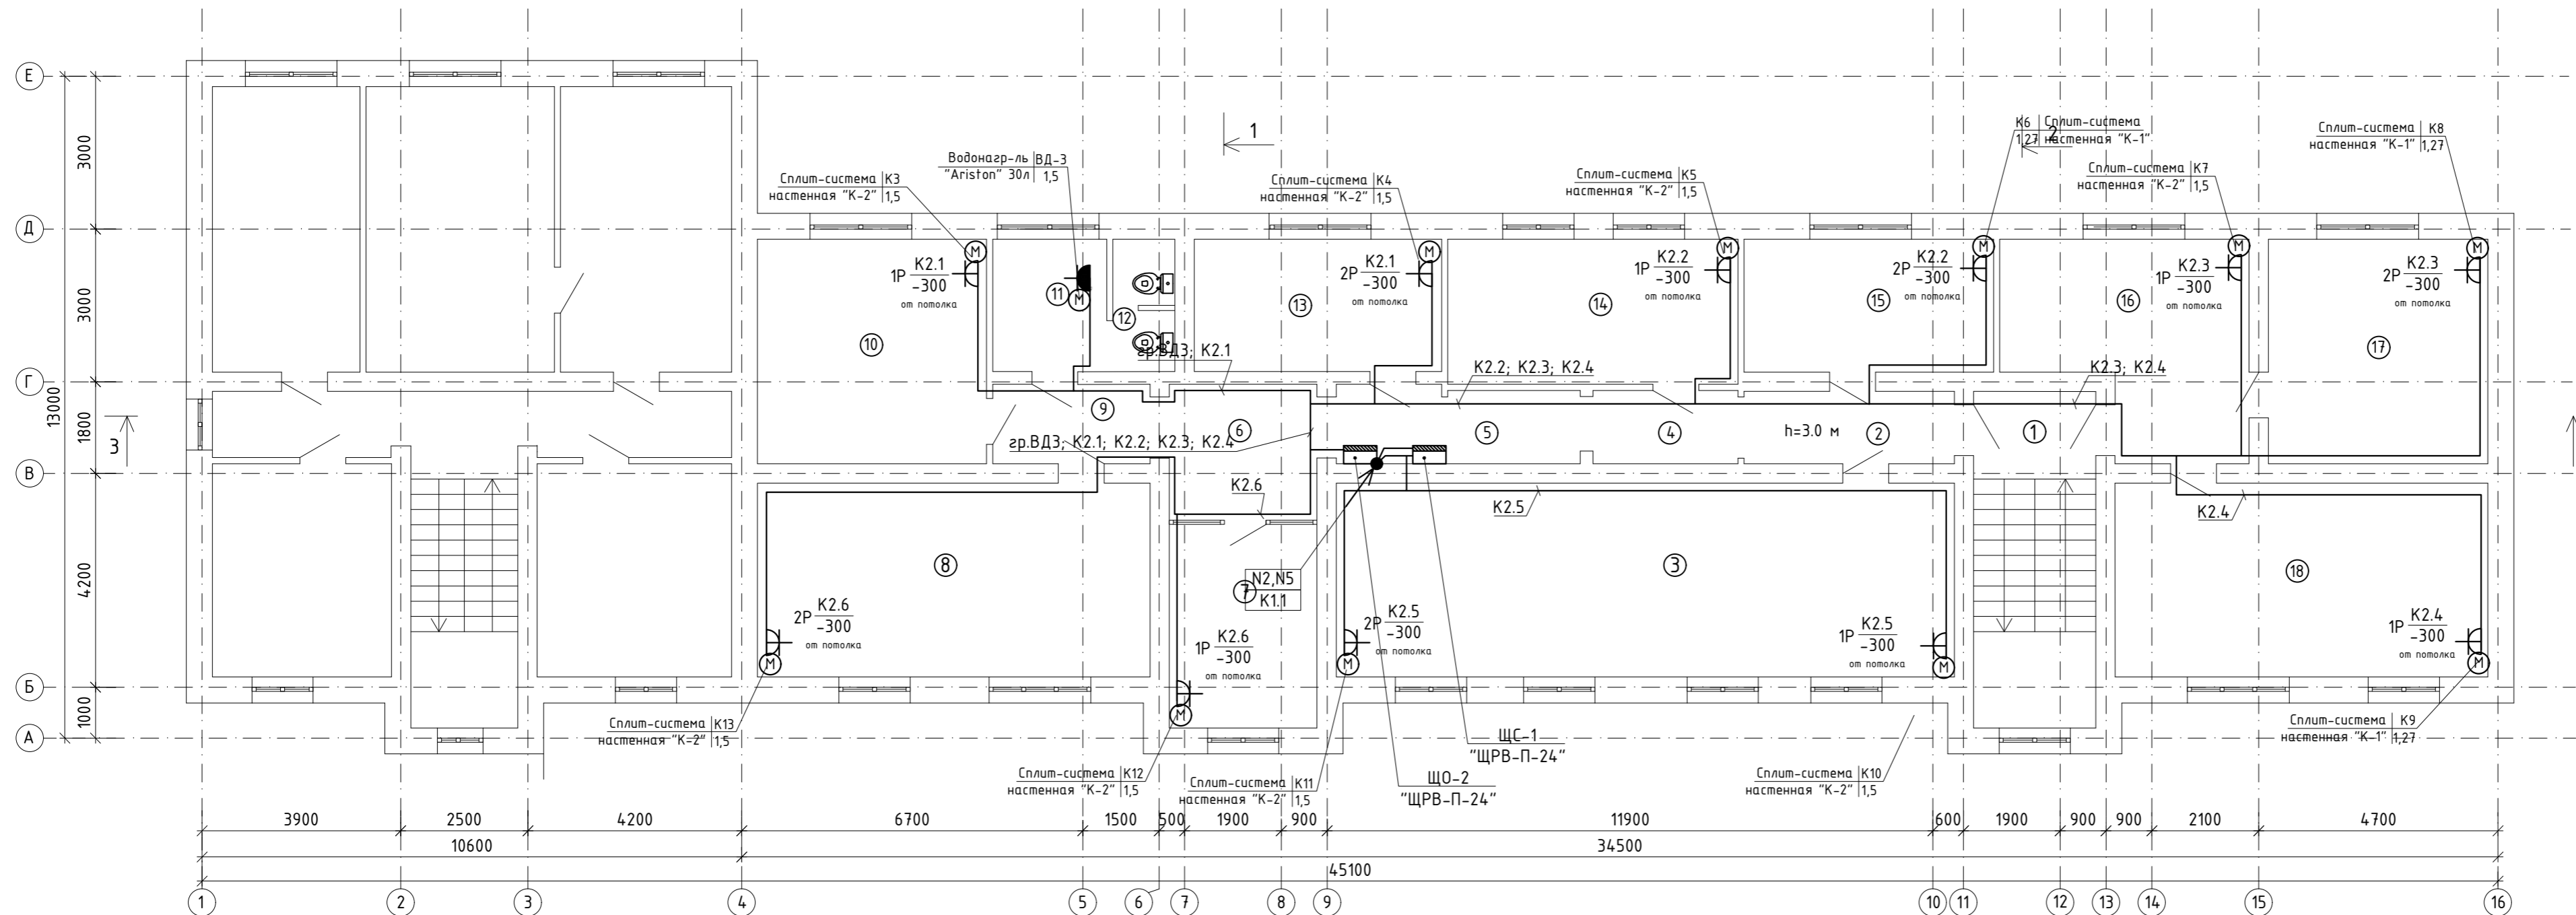 Е
Д
Г
В
Б
А
3000
3000
1800
4200
1000
13000
3
1
2
Сплит-система К3
настенная "К-2" 1,5
Водонагр-ль ВД-3
"Ariston" 30л 1,5
Сплит-система К4
настенная "К-2" 1,5
Сплит-система К5
настенная "К-2" 1,5
К6 Сплит-система
1,27 настенная "К-1"
Сплит-система К7
настенная "К-2" 1,5
Сплит-система К8
настенная "К-1" 1,27
М
М
М
М
М
М
М
1Р К2.1
-300
от потолка
2Р К2.1
-300
от потолка
1Р К2.2
-300
от потолка
2Р К2.2
-300
от потолка
1Р К2.3
-300
от потолка
2Р К2.3
-300
от потолка
10
11
12
13
14
15
16
17
гр.ВД3; К2.1
К2.2; К2.3; К2.4
К2.3; К2.4
9
6
5
4
h=3.0 м
2
1
гр.ВД3; К2.1; К2.2; К2.3; К2.4
К2.6
К2.5
К2.4
8
7
N2,N5
К1.1
3
18
2Р К2.6
-300
от потолка
1Р К2.6
-300
от потолка
2Р К2.5
-300
от потолка
1Р К2.5
-300
от потолка
1Р К2.4
-300
от потолка
М
М
М
М
М
Сплит-система К13
настенная "К-2" 1,5
Сплит-система К12
настенная "К-2" 1,5
Сплит-система К11
настенная "К-2" 1,5
ЩО-2
"ЩРВ-П-24"
ЩС-1
"ЩРВ-П-24"
Сплит-система К10
настенная "К-2" 1,5
Сплит-система К9
настенная "К-1" 1,27
3900 2500 4200 6700 1500 500 1900 900 11900 600 1900 900 900 2100 4700
10600 34500
45100
1 2 3 4 5 6 7 8 9 10 11 12 13 14 15 16